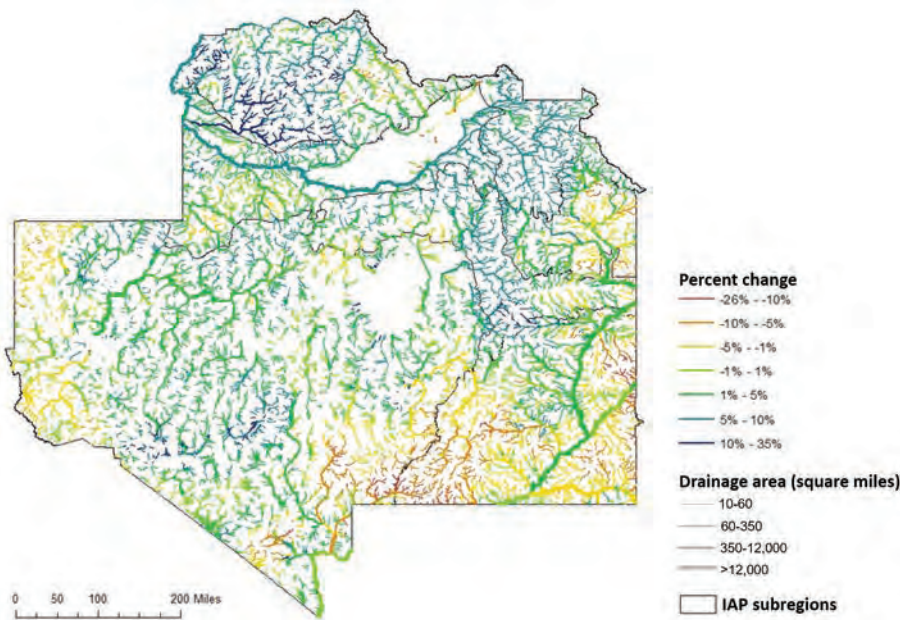 Percent change
-26% - -10%
-10% - -5%
-5% - -1%
-1% - 1%
1% - 5%
5% - 10%
10% - 35%
Drainage area (square miles)
10-60
60-350
350-12,000
>12,000
IAP subregions
0 50 100 200 Miles